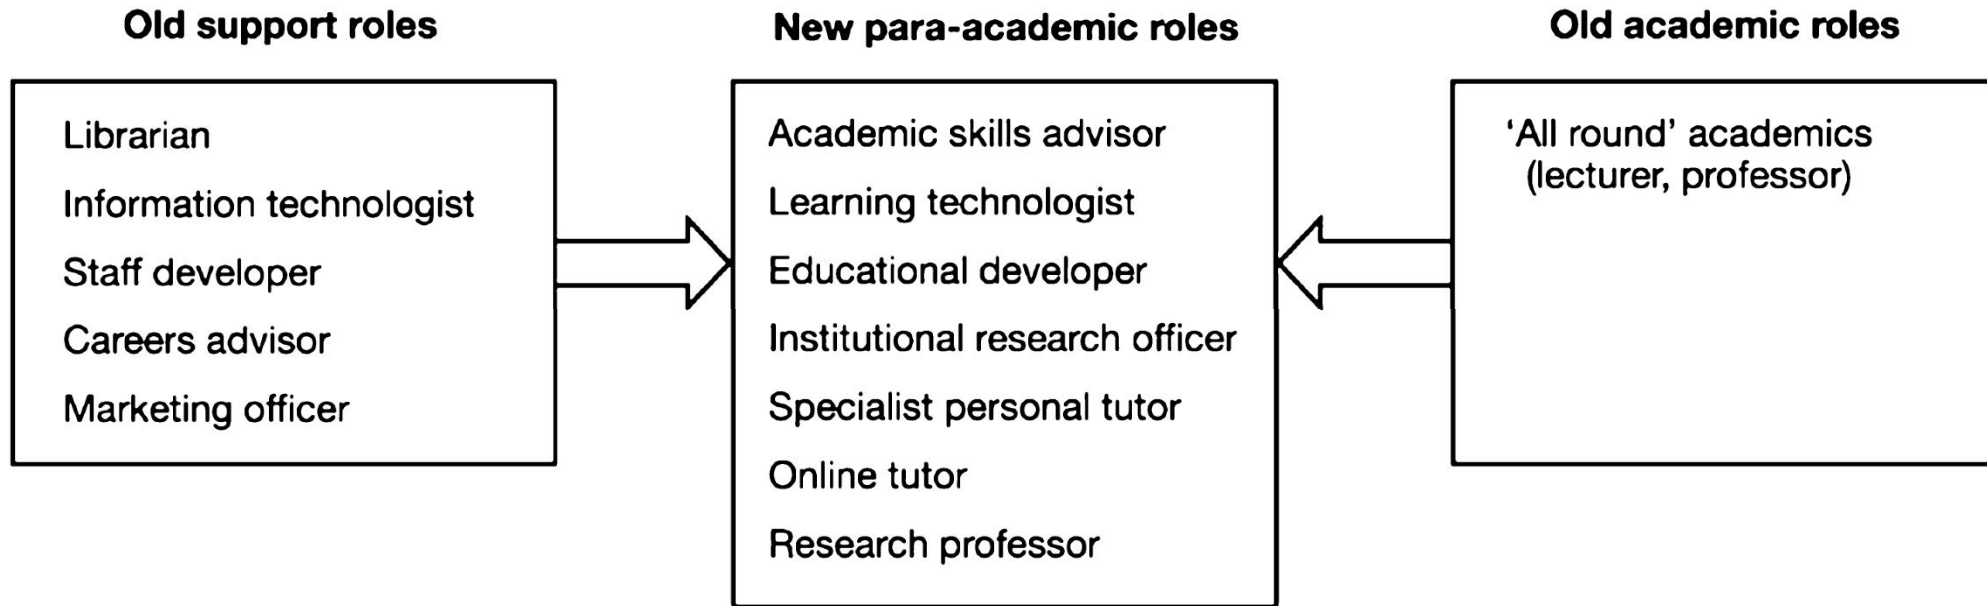 Old support roles
Librarian
Information technologist
Staff developer
Careers advisor
Marketing officer
New para-academic roles
Academic skills advisor
Learning technologist
Educational developer
Institutional research officer
Specialist personal tutor
Online tutor
Research professor
Old academic roles
‘All round’ academics
(lecturer, professor)